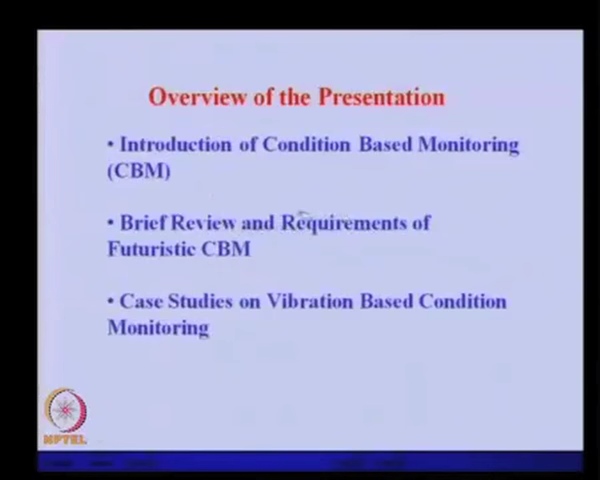 Overview of the Presentation
• Introduction of Condition Based Monitoring
(CBM)
• Brief Review and Requirements of
Futuristic CBM
• Case Studies on Vibration Based Condition
Monitoring
NPTEL